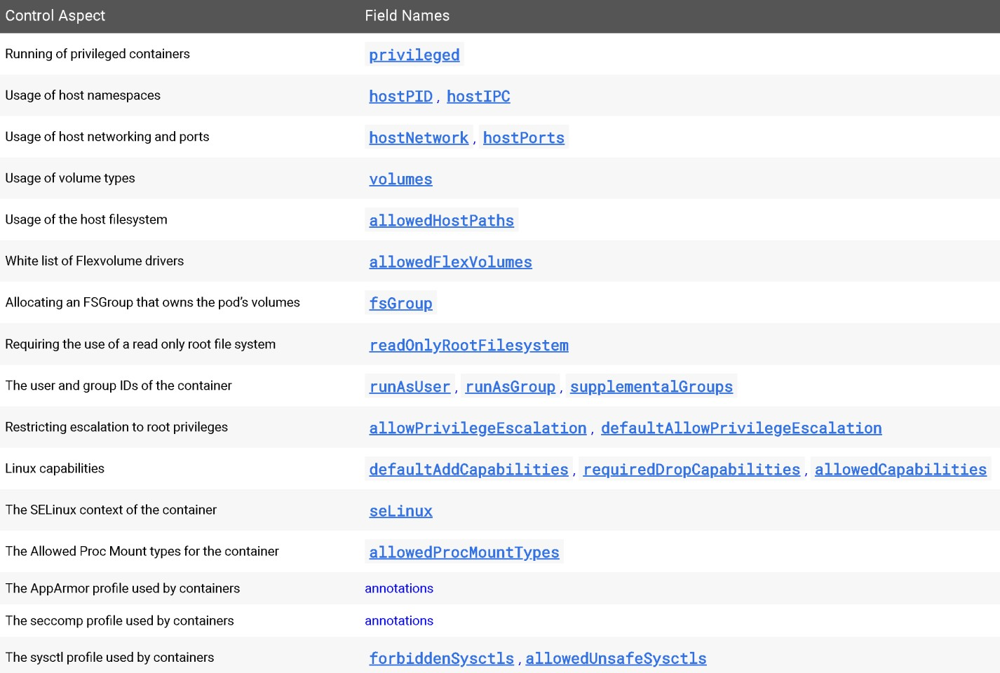 Control Aspect Field Names
Running of privileged containers privileged
Usage of host namespaces hostPID , hostIPC
Usage of host networking and ports hostNetwork , hostPorts
Usage of volume types volumes
Usage of the host filesystem allowedHostPaths
White list of Flexvolume drivers allowedFlexVolumes
Allocating an FSGroup that owns the pod’s volumes fsGroup
Requiring the use of a read only root file system readOnlyRootFilesystem
The user and group IDs of the container runAsUser , runAsGroup , supplementalGroups
Restricting escalation to root privileges allowPrivilegeEscalation , defaultAllowPrivilegeEscalation
Linux capabilities defaultAddCapabilities , requiredDropCapabilities , allowedCapabilities
The SELinux context of the container seLinux
The Allowed Proc Mount types for the container allowedProcMountTypes
The AppArmor profile used by containers annotations
The seccomp profile used by containers annotations
The sysctl profile used by containers forbiddenSysctls , allowedUnsafeSysctls